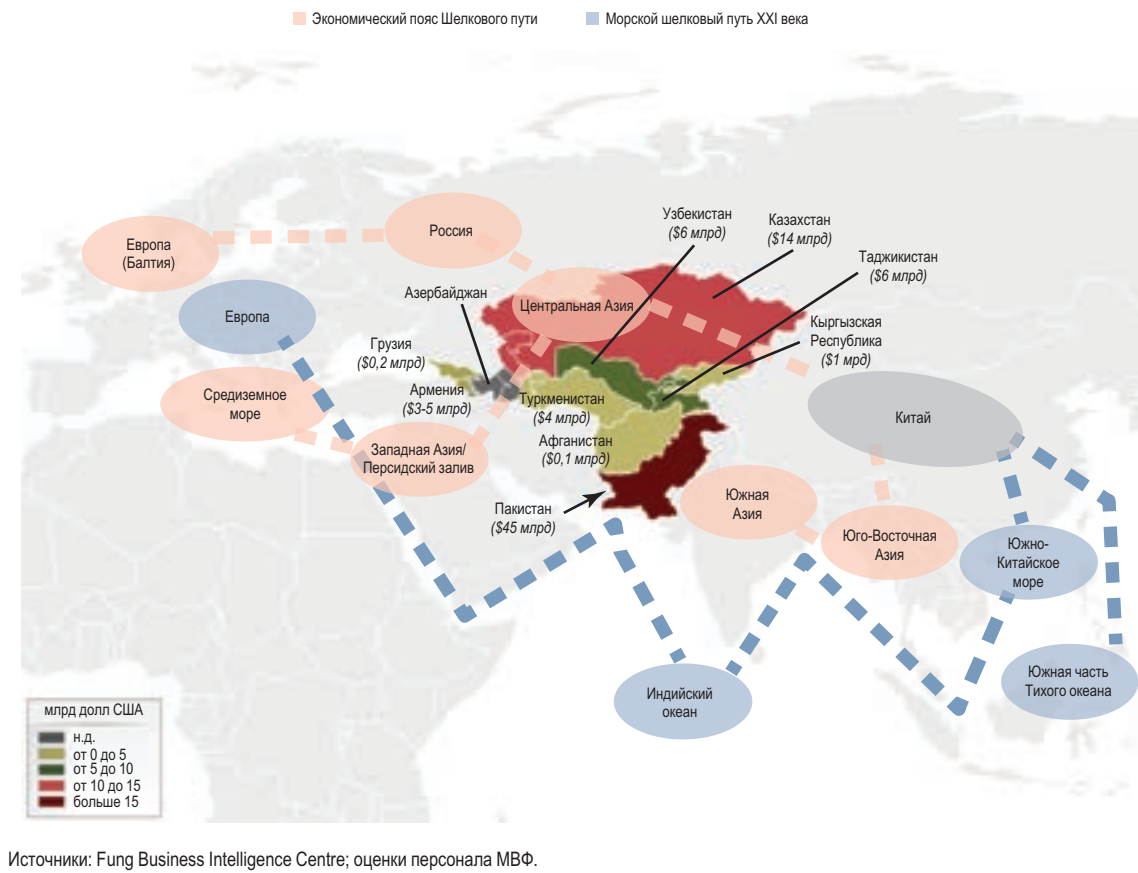 Экономический пояс Шелкового пути
Морской шелковый путь XXI века
Узбекистан
($6 млрд)
Казахстан
($14 млрд)
Таджикистан
($6 млрд)
Европа
(Балтия)
Россия
Азербайджан
Центральная Азия
Европа
Кыргызская
Республика
($1 мрд)
Грузия
($0,2 млрд)
Армения
($3-5 млрд)
Туркменистан
($4 млрд)
Средиземное
море
Китай
Западная Азия/
Персидский залив
Афганистан
($0,1 млрд)
Пакистан
($45 млрд)
Южная
Азия
Юго-Восточная
Азия
Южно-
Китайское
море
Индийский
океан
Южная часть
Тихого океана
млрд долл США
н.д.
от 0 до 5
от 5 до 10
от 10 до 15
больше 15
Источники: Fung Business Intelligence Centre; оценки персонала МВФ.